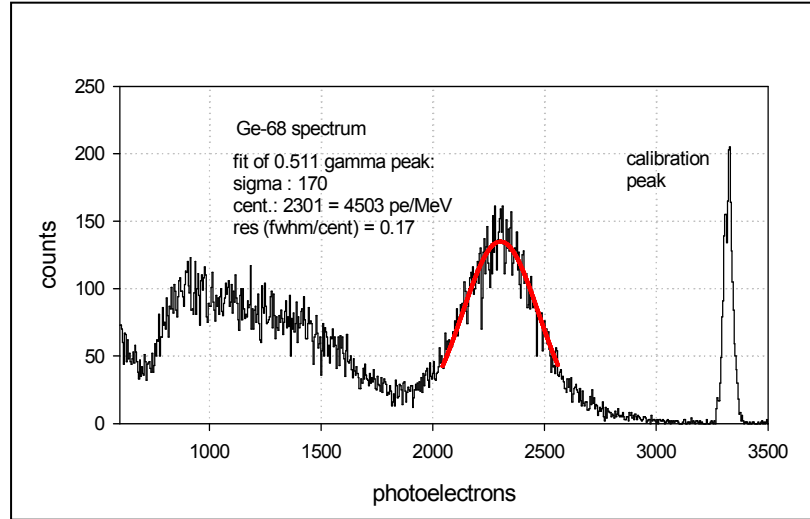 250
200
150
100
50
0
counts
Ge-68 spectrum
fit of 0.511 gamma peak:
sigma : 170
cent.: 2301 = 4503 pe/MeV
res (fwhm/cent) = 0.17
calibration
peak
1000 1500 2000 2500 3000 3500
photoelectrons